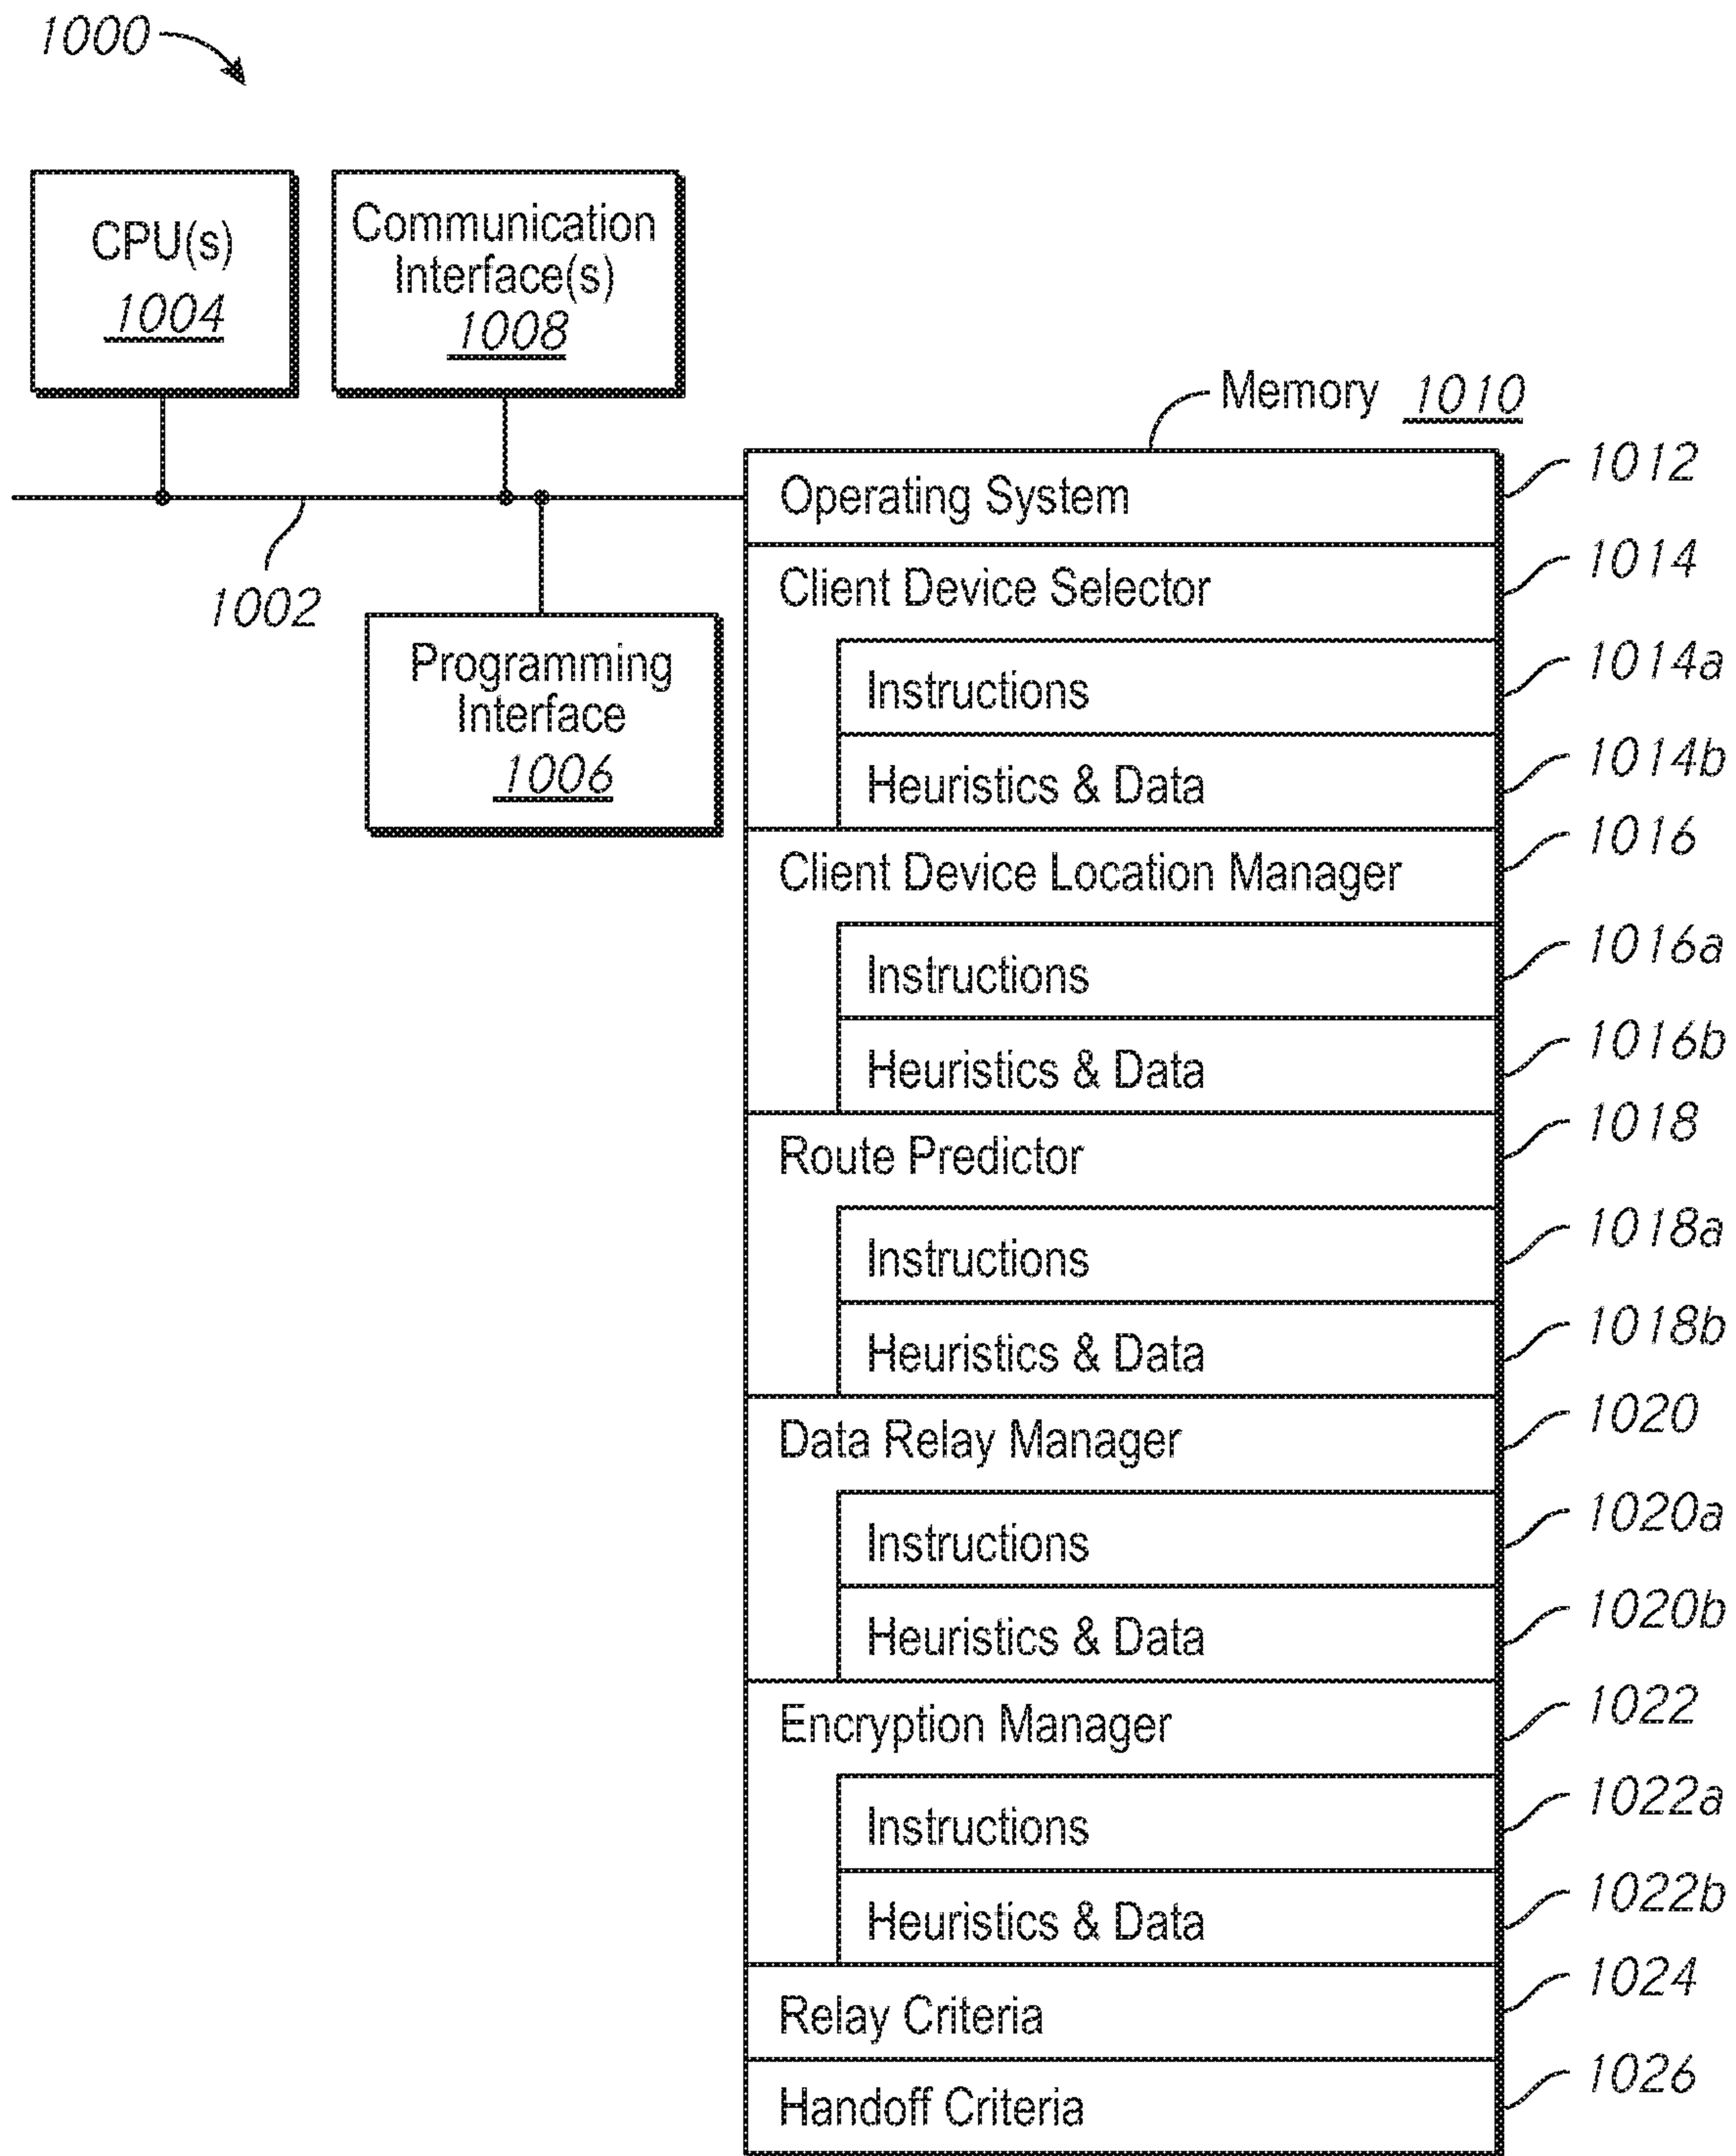 1000
CPU(s)
1004
Communication
Interface(s)
1008
Memory 1010
1002
Programming
Interface
1006
Operating System 1012
Client Device Selector 1014
Instructions 1014a
Heuristics & Data 1014b
Client Device Location Manager 1016
Instructions 1016a
Heuristics & Data 1016b
Route Predictor 1018
Instructions 1018a
Heuristics & Data 1018b
Data Relay Manager 1020
Instructions 1020a
Heuristics & Data 1020b
Encryption Manager 1022
Instructions 1022a
Heuristics & Data 1022b
Relay Criteria 1024
Handoff Criteria 1026